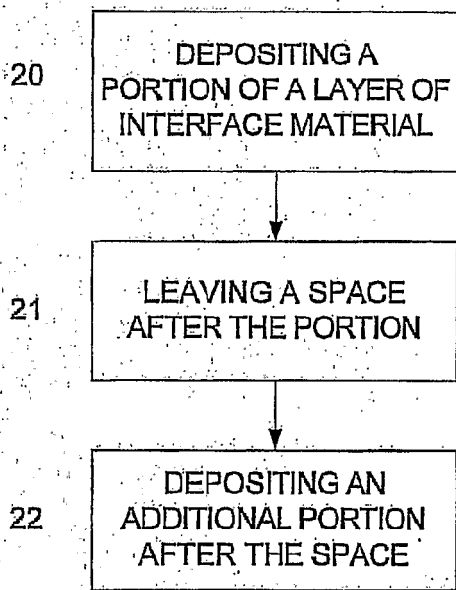 20
DEPOSITING A
PORTION OF A LAYER OF
INTERFACE MATERIAL
21
LEAVING A SPACE
AFTER THE PORTION
22
DEPOSITING AN
ADDITIONAL PORTION
AFTER THE SPACE